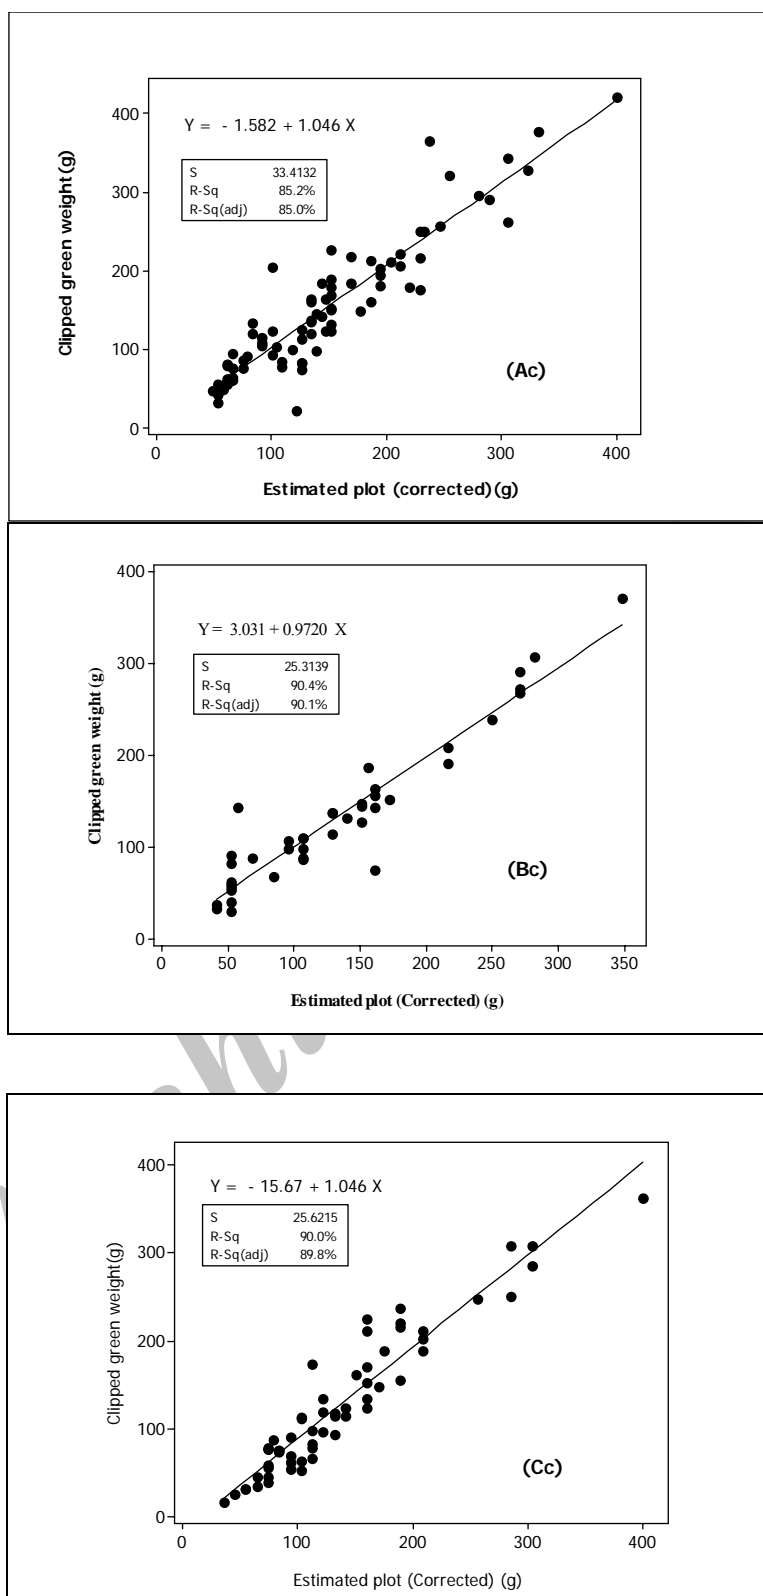 400
300
200
100
0
Clipped green weight (g)
Y = - 1.582 + 1.046 X
S 33.4132
R-Sq 85.2%
R-Sq(adj) 85.0%
(Ac)
0 100 200 300 400
Estimated plot (corrected) (g)
400
300
200
100
0
Clipped green weight (g)
Y = 3.031 + 0.9720 X
S 25.3139
R-Sq 90.4%
R-Sq(adj) 90.1%
(Bc)
0 50 100 150 200 250 300 350
Estimated plot (Corrected) (g)
400
300
200
100
0
Clipped green weight(g)
Y = - 15.67 + 1.046 X
S 25.6215
R-Sq 90.0%
R-Sq(adj) 89.8%
(Cc)
0 100 200 300 400
Estimated plot (Corrected) (g)